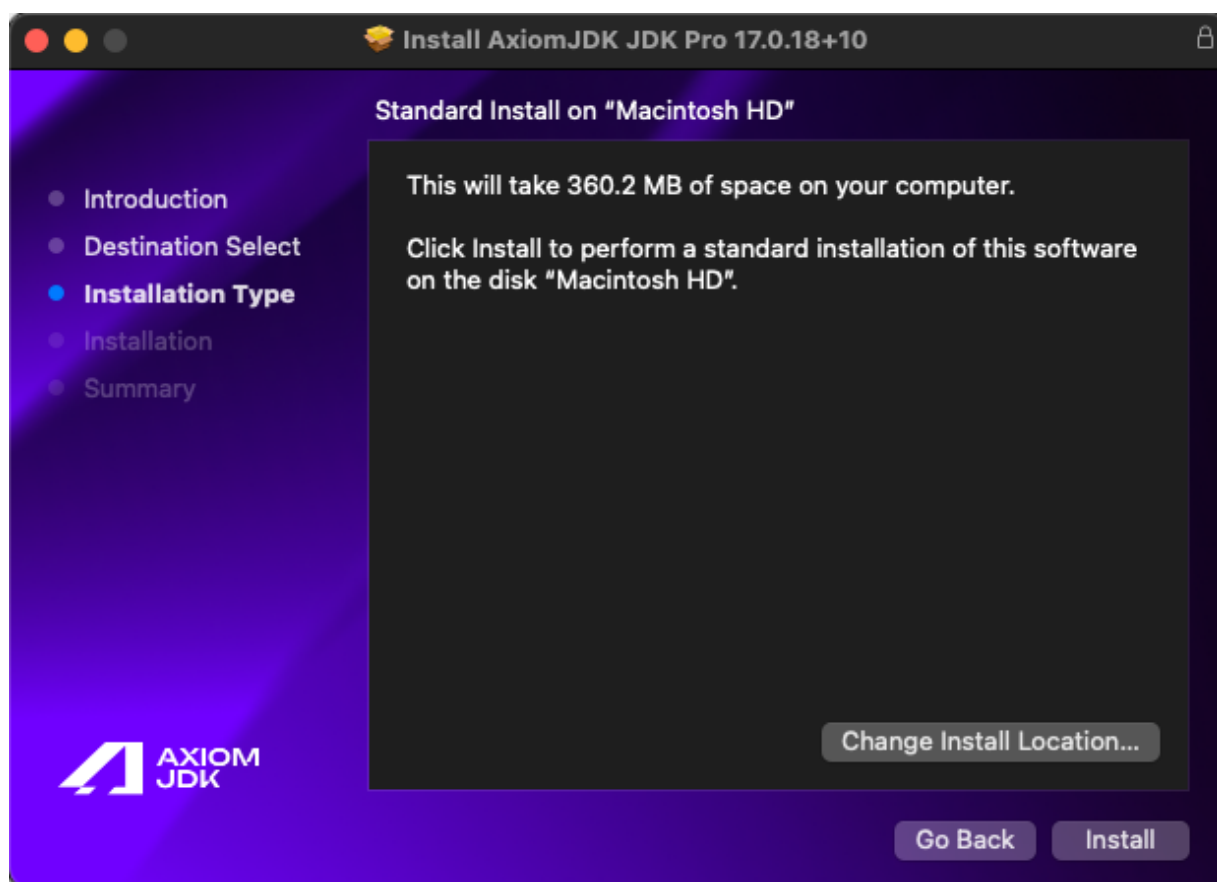 Install AxiomJDK JDK Pro 17.0.18+10
Standard Install on “Macintosh HD”
Introduction
Destination Select
Installation Type
Installation
Summary
This will take 360.2 MB of space on your computer.
Click Install to perform a standard installation of this software
on the disk “Macintosh HD”.
Change Install Location...
AXIOM
JDK
Go Back
Install